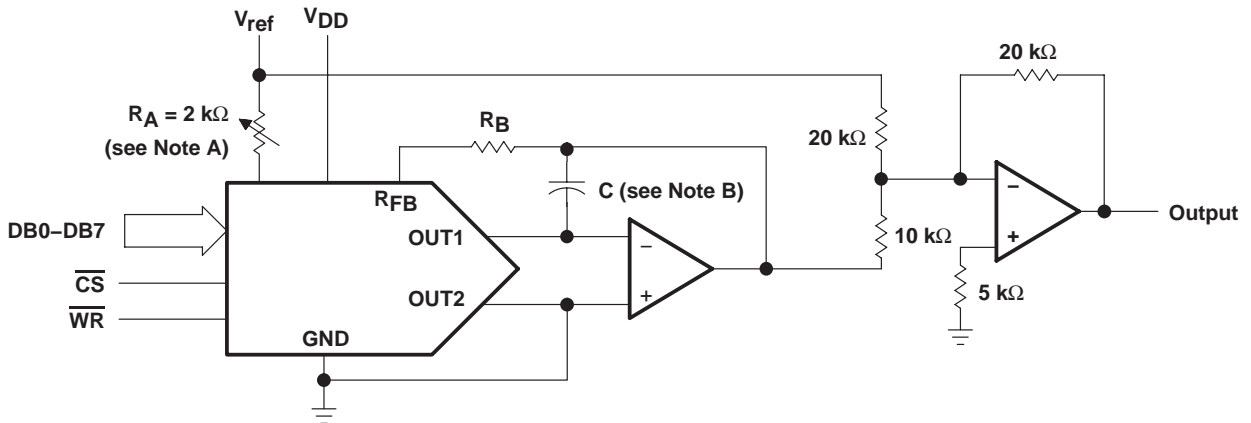 Vref
VDD
RA = 2 kΩ
(see Note A)
RB
RFB
C (see Note B)
20 kΩ
20 kΩ
10 kΩ
5 kΩ
DB0–DB7
CS
WR
OUT1
OUT2
GND
−
+
−
+
Output